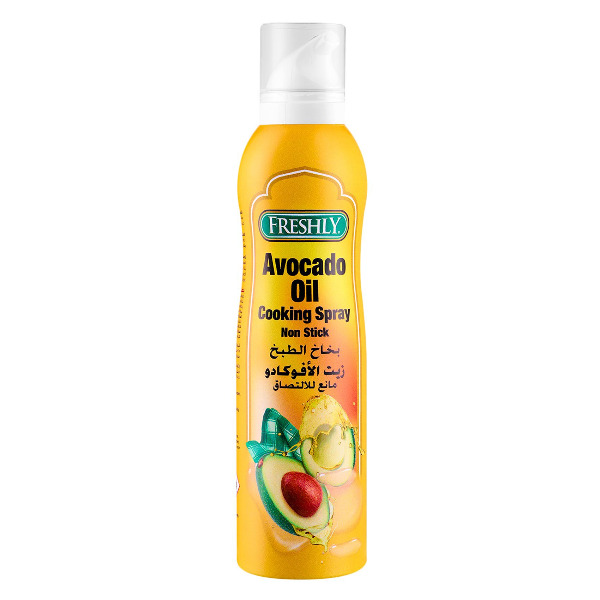 FRESHLY
Avocado
Oil
Cooking Spray
Non Stick
بخاخ الطبخ
زيت الأفوكادو
مانع للالتصاق